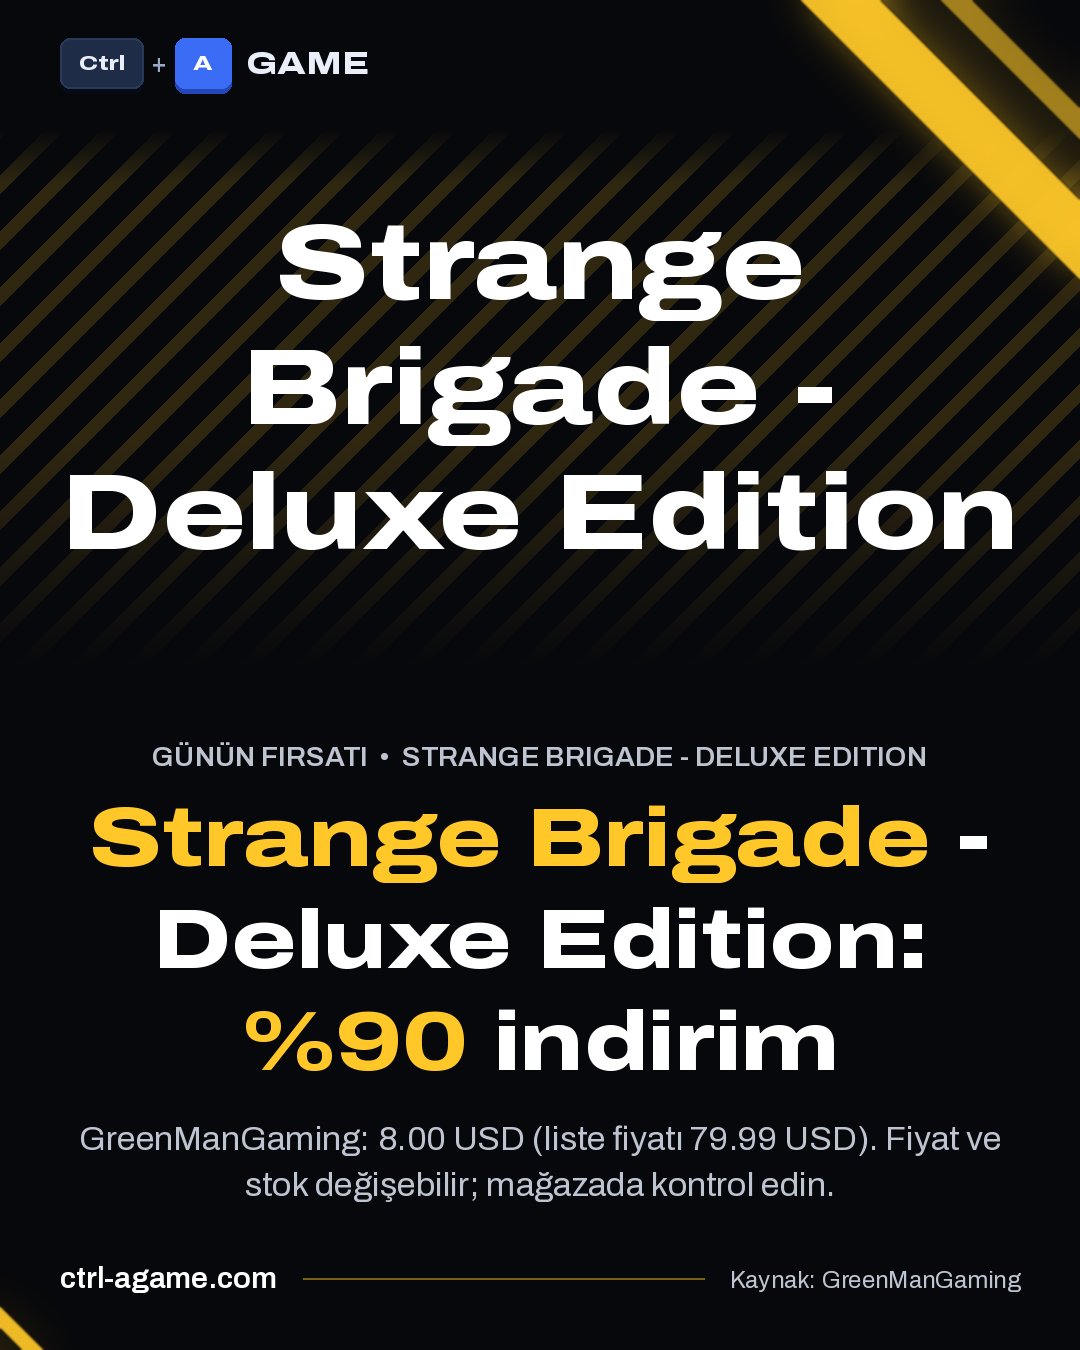 Ctrl + A GAME
Strange
Brigade -
Deluxe Edition
GÜNÜN FIRSATI • STRANGE BRIGADE - DELUXE EDITION
Strange Brigade -
Deluxe Edition:
%90 indirim
GreenManGaming: 8.00 USD (liste fiyatı 79.99 USD). Fiyat ve
stok değişebilir; mağazada kontrol edin.
ctrl-agame.com
Kaynak: GreenManGaming